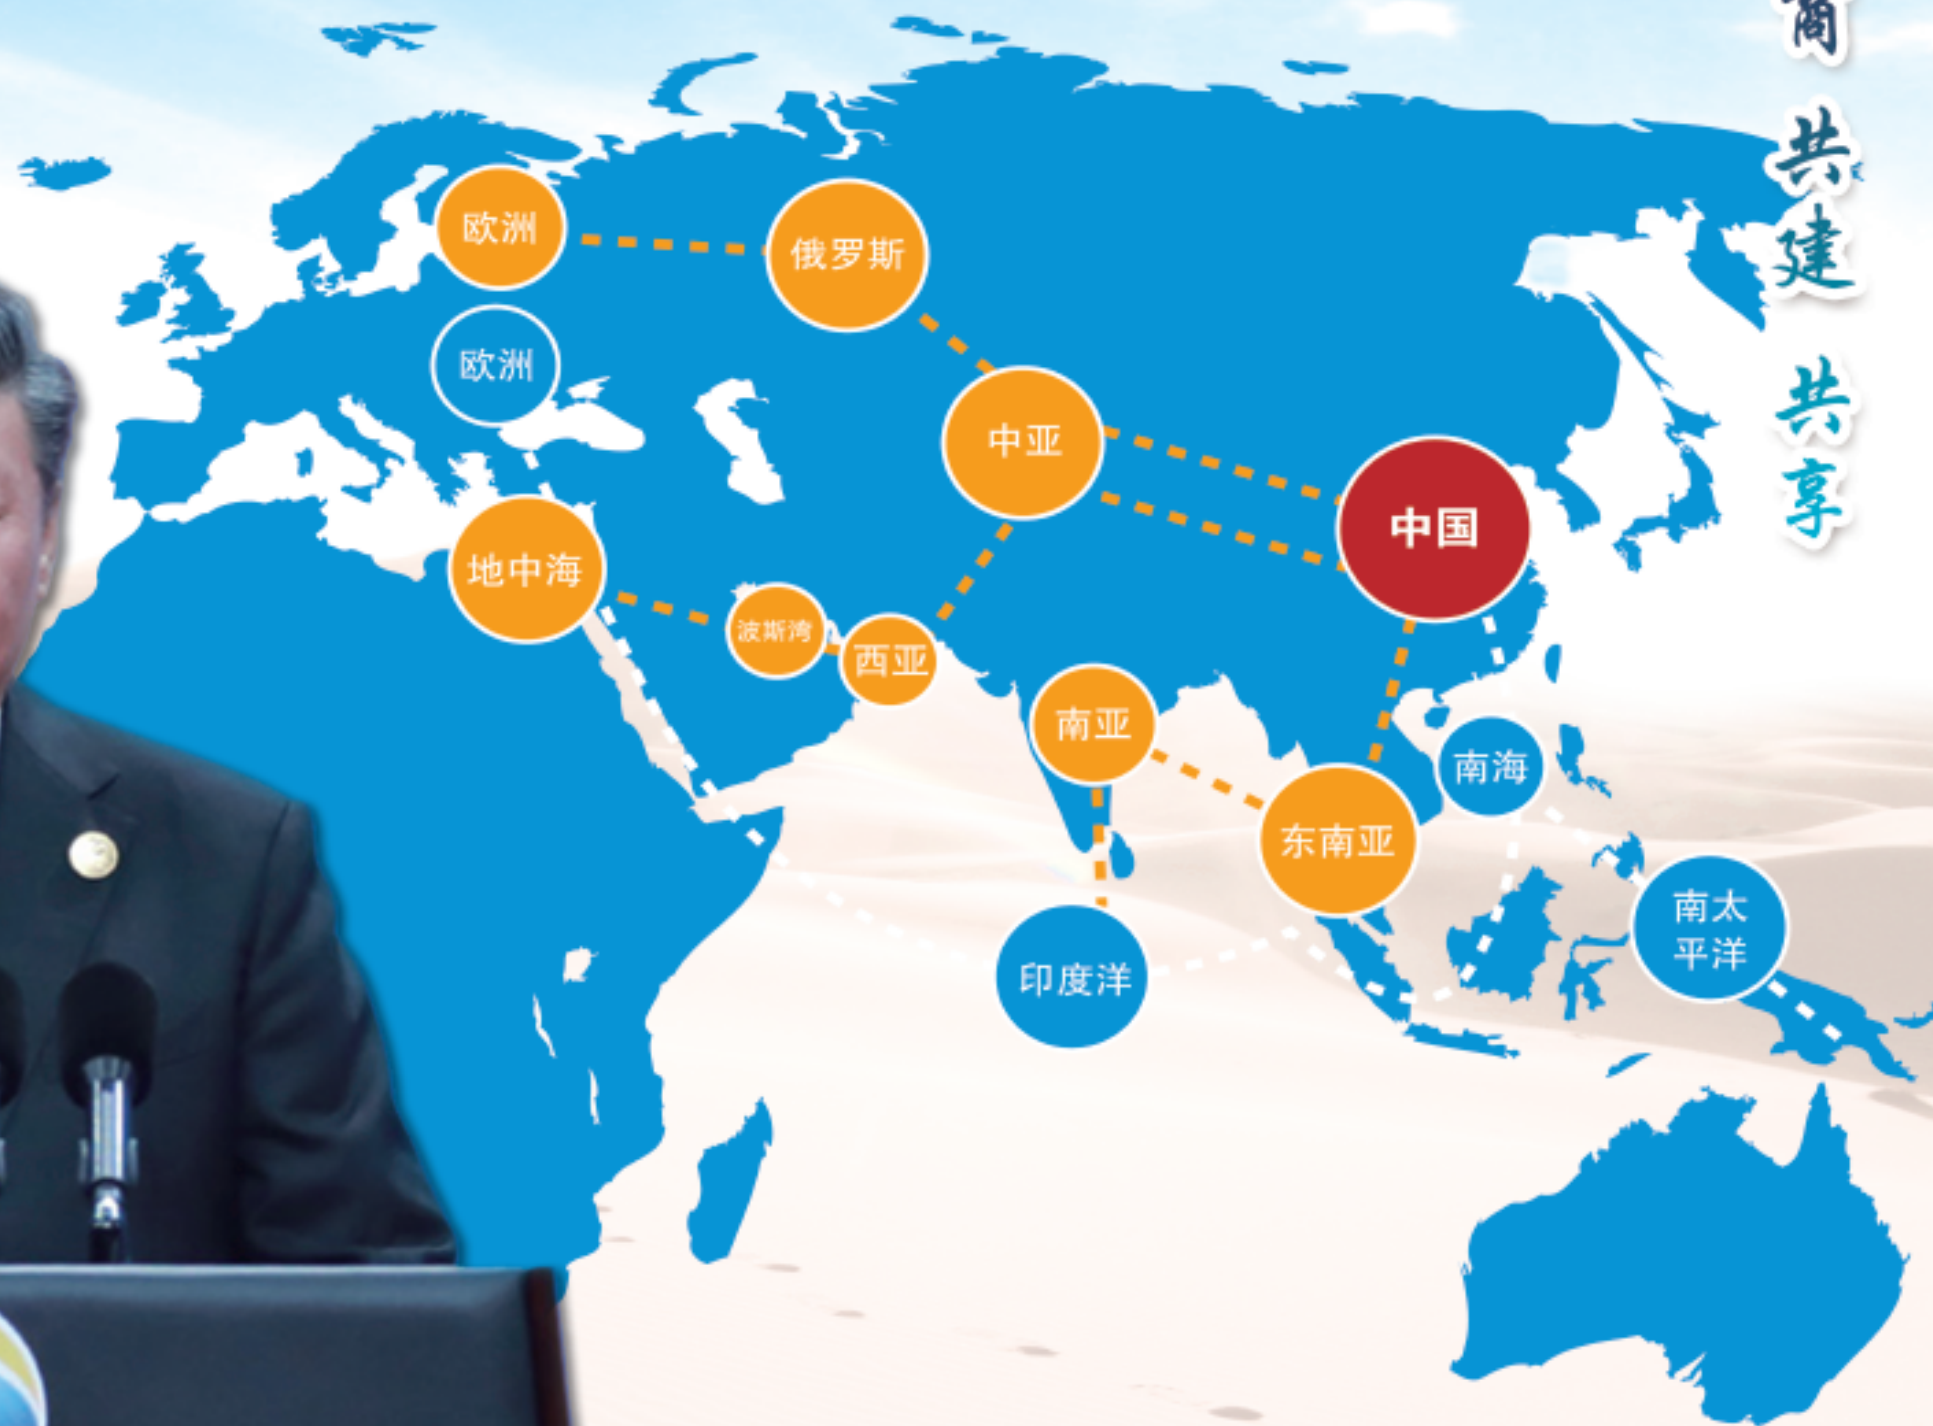 欧洲
俄罗斯
欧洲
中亚
中国
地中海
波斯湾
西亚
南亚
南海
东南亚
南太
平洋
印度洋
商
共
建
共
享